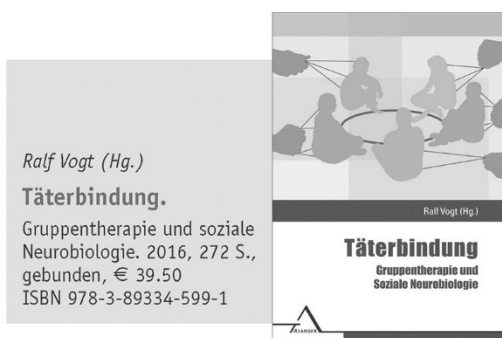 Ralf Vogt (Hg.)
Täterbindung.
Gruppentherapie und soziale
Neurobiologie. 2016, 272 S.,
gebunden, € 39.50
ISBN 978-3-89334-599-1
Ralf Vogt (Hg.)
Täterbindung
Gruppentherapie und
Soziale Neurobiologie